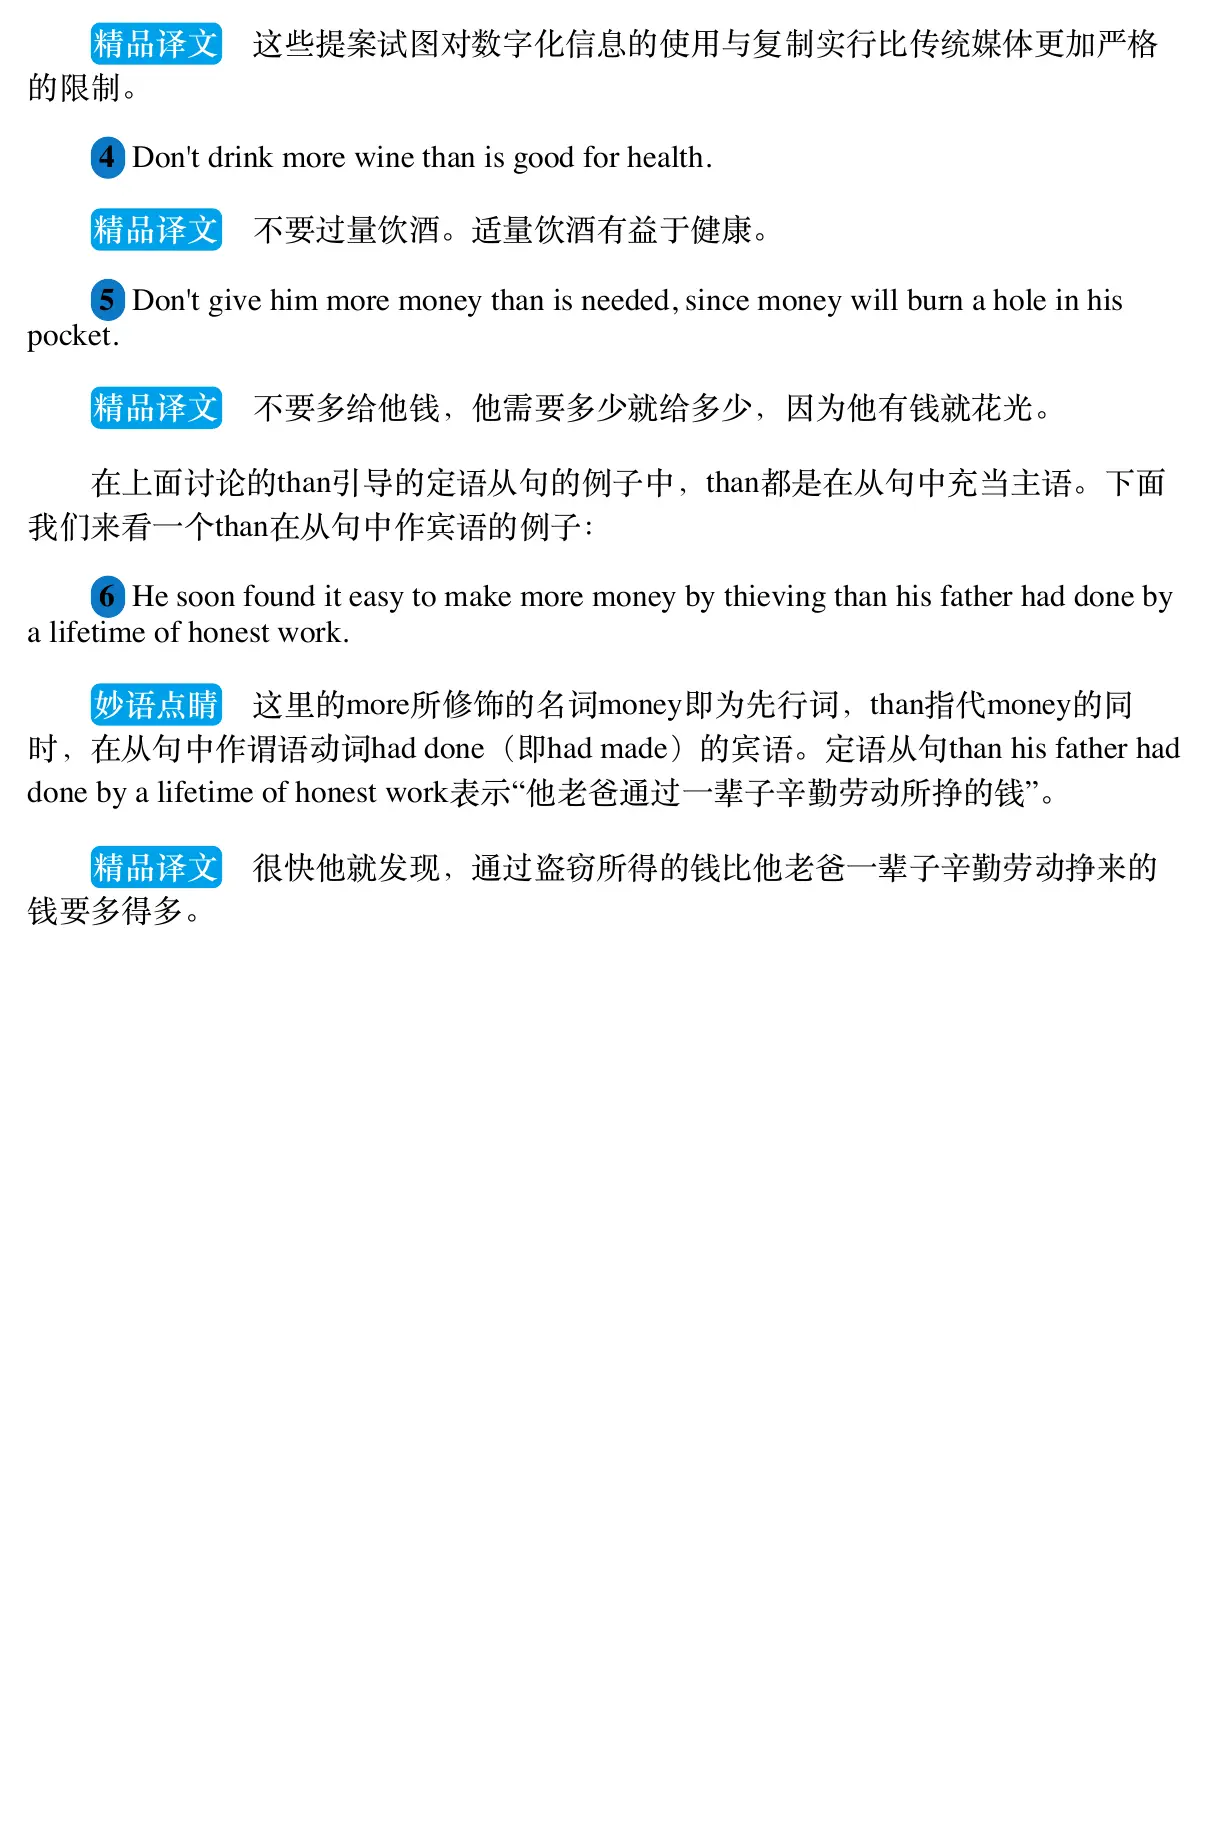 精品译文 这些提案试图对数字化信息的使用与复制实行比传统媒体更加严格
的限制。
4 Don't drink more wine than is good for health.
精品译文 不要过量饮酒。适量饮酒有益于健康。
5 Don't give him more money than is needed, since money will burn a hole in his
pocket.
精品译文 不要多给他钱，他需要多少就给多少，因为他有钱就花光。
在上面讨论的than引导的定语从句的例子中，than都是在从句中充当主语。下面
我们来看一个than在从句中作宾语的例子：
6 He soon found it easy to make more money by thieving than his father had done by
a lifetime of honest work.
妙语点睛 这里的more所修饰的名词money即为先行词，than指代money的同
时，在从句中作谓语动词had done（即had made）的宾语。定语从句than his father had
done by a lifetime of honest work表示“他老爸通过一辈子辛勤劳动所挣的钱”。
精品译文 很快他就发现，通过盗窃所得的钱比他老爸一辈子辛勤劳动挣来的
钱要多得多。